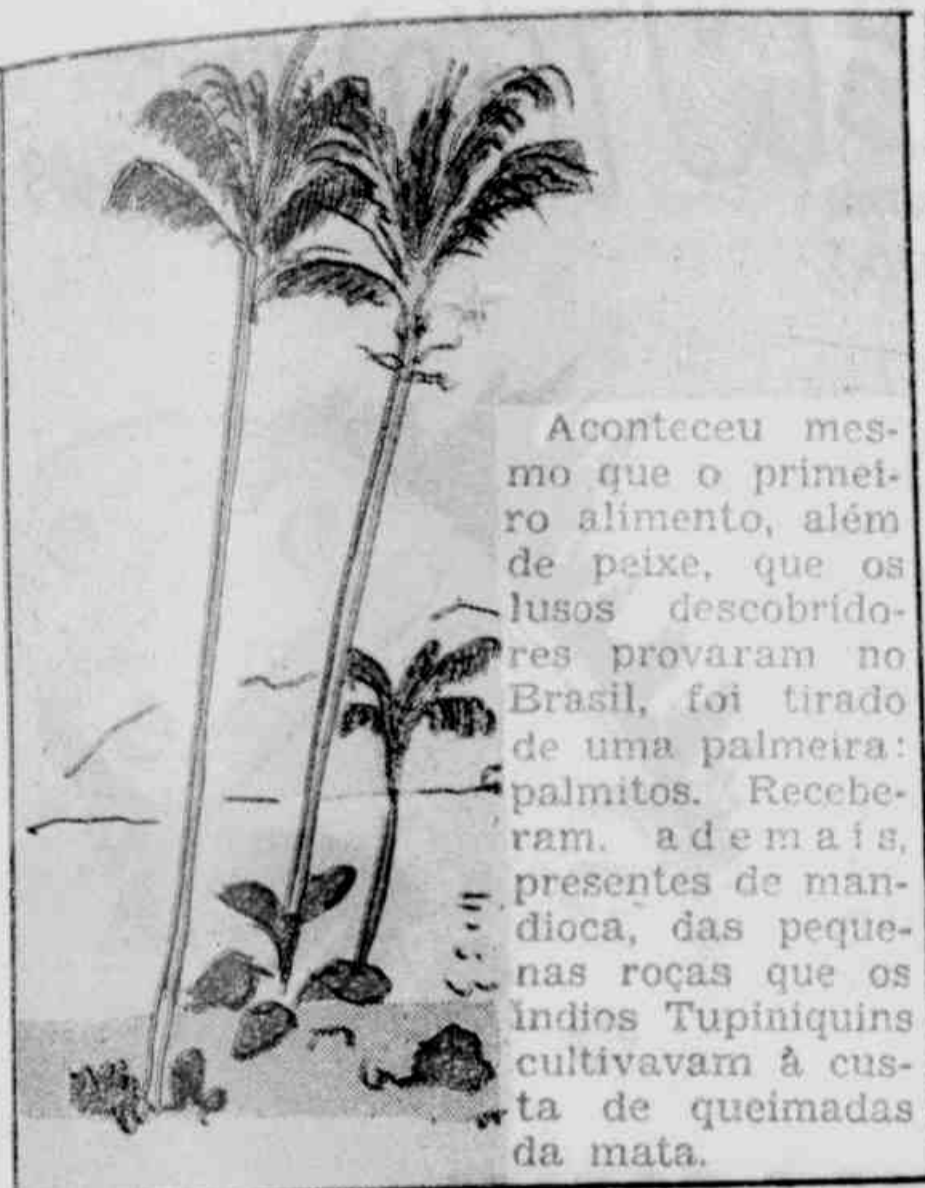 Aconteceu mes-
mo que o primei-
ro alimento, além
de peixe, que os
lusos descobrido-
res provaram no
Brasil, foi tirado
de uma palmeira:
palmitos. Recebe-
ram. ademais,
presentes de man-
dioca, das peque-
nas roças que os
índios Tupiniquins
cultivavam à cus-
ta de queimadas
da mata.